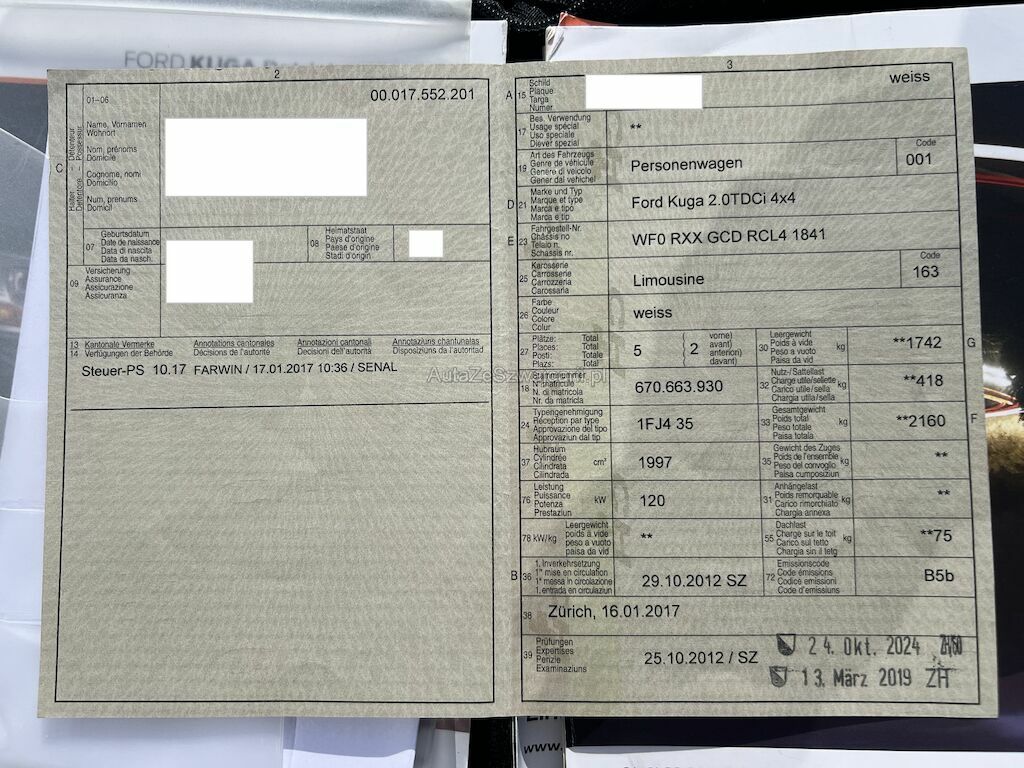 FORD KUGA
2
01–06
00.017.552.201
C
Halter – Détenteur
Detentore – Possessur
Name, Vornamen
Wohnort
Nom, prénoms
Domicile
Cognome, nomi
Domicilio
Num, prenums
Domicil
07
Geburtsdatum
Date de naissance
Data di nascita
Data da nasch.
08
Heimatstaat
Pays d'origine
Paese d'origine
Stadi d'origin
09
Versicherung
Assurance
Assicurazione
Assicuranza
13 Kantonale Vermerke
14 Verfügungen der Behörde
Annotations cantonales
Décisions de l'autorité
Annotazioni cantonali
Decisioni dell'autorità
Annotaziuns chantunalas
Disposiziuns da l'autoritad
Steuer-PS 10.17 FARWIN / 17.01.2017 10:36 / SENAL
3
A 15
Schild
Plaque
Targa
Numer
weiss
17
Bes. Verwendung
Usage spécial
Uso speciale
Diever spezial
**
19
Art des Fahrzeugs
Genre de véhicule
Genere di veicolo
Gener dal vehichel
Personenwagen
Code
001
D 21
Marke und Typ
Marque et type
Marca e tipo
Marca e tip
Ford Kuga 2.0TDCi 4x4
E 23
Fahrgestell-Nr.
Châssis no
Telaio n.
Schassis nr.
WF0 RXX GCD RCL4 1841
25
Karosserie
Carrosserie
Carrozzeria
Carossaria
Limousine
Code
163
26
Farbe
Couleur
Colore
Colur
weiss
27
Plätze: Total
Places: Total
Posti: Totale
Plazs: Total
5
( 2
vorne)
avant)
anteriori)
davant)
30
Leergewicht
Poids à vide
Peso a vuoto
Paisa da vid
kg
**1742
G
18
Stammnummer
N° matricule
N. di matricola
Nr. da matricla
670.663.930
32
Nutz-/Sattellast
Charge utile/sellette
Carico utile/sella
Chargia utila/sella
kg
**418
24
Typengenehmigung
Réception par type
Approvazione del tipo
Approvaziun dal tip
1FJ4 35
33
Gesamtgewicht
Poids total
Peso totale
Paisa totala
kg
**2160
F
37
Hubraum
Cylindrée
Cilindrata
Cilindrada
cm³
1997
35
Gewicht des Zuges
Poids de l'ensemble
Peso del convoglio
Paisa cumposiziun
kg
**
76
Leistung
Puissance
Potenza
Prestaziun
kW
120
31
Anhängelast
Poids remorquable
Carico rimorchiato
Chargia annexa
kg
**
78 kW/kg
Leergewicht
poids à vide
peso a vuoto
paisa da vid
**
55
Dachlast
Charge sur le toit
Carico sul tetto
Chargia sin il tetg
kg
**75
B 36
1. Inverkehrsetzung
1re mise en circulation
1a messa in circolazione
1. entrada en circulaziun
29.10.2012 SZ
72
Emissionscode
Code émissions
Codice emissioni
Code d'emissiuns
B5b
38
Zürich, 16.01.2017
39
Prüfungen
Expertises
Perizie
Examinaziuns
25.10.2012 / SZ
24. Okt. 2024
13. März 2019 ZH
AutaZeSzwajcarii.pl
www.